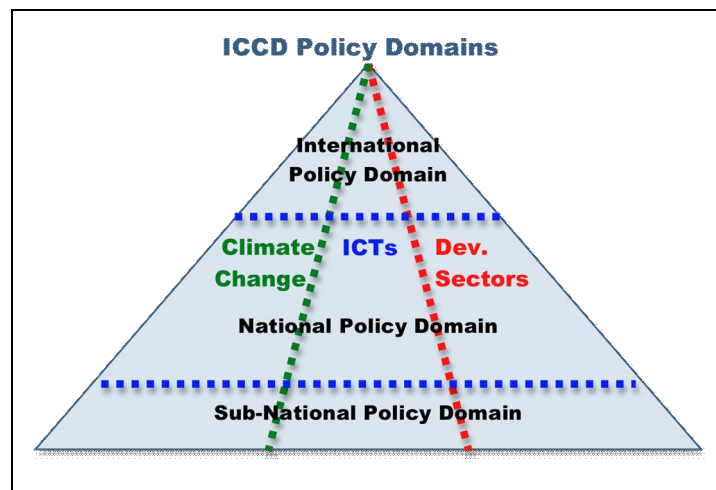 ICCD Policy Domains
International
Policy Domain
Climate
Change
ICTs
Dev.
Sectors
National Policy Domain
Sub-National Policy Domain